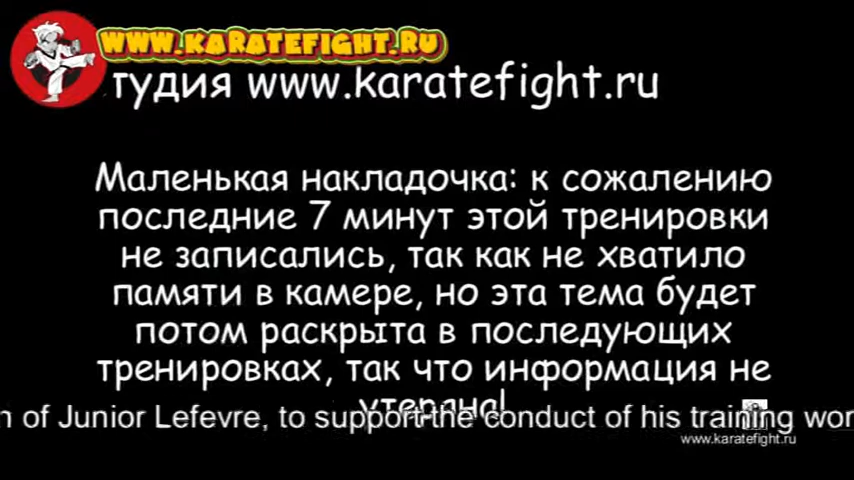 WWW.KARATEFIGHT.RU
тудия www.karatefight.ru
Маленькая накладочка: к сожалению
последние 7 минут этой тренировки
не записались, так как не хватило
памяти в камере, но эта тема будет
потом раскрыта в последующих
тренировках, так что информация не
утеряна!
n of Junior Lefevre, to support the conduct of his training wor
www.karatefight.ru